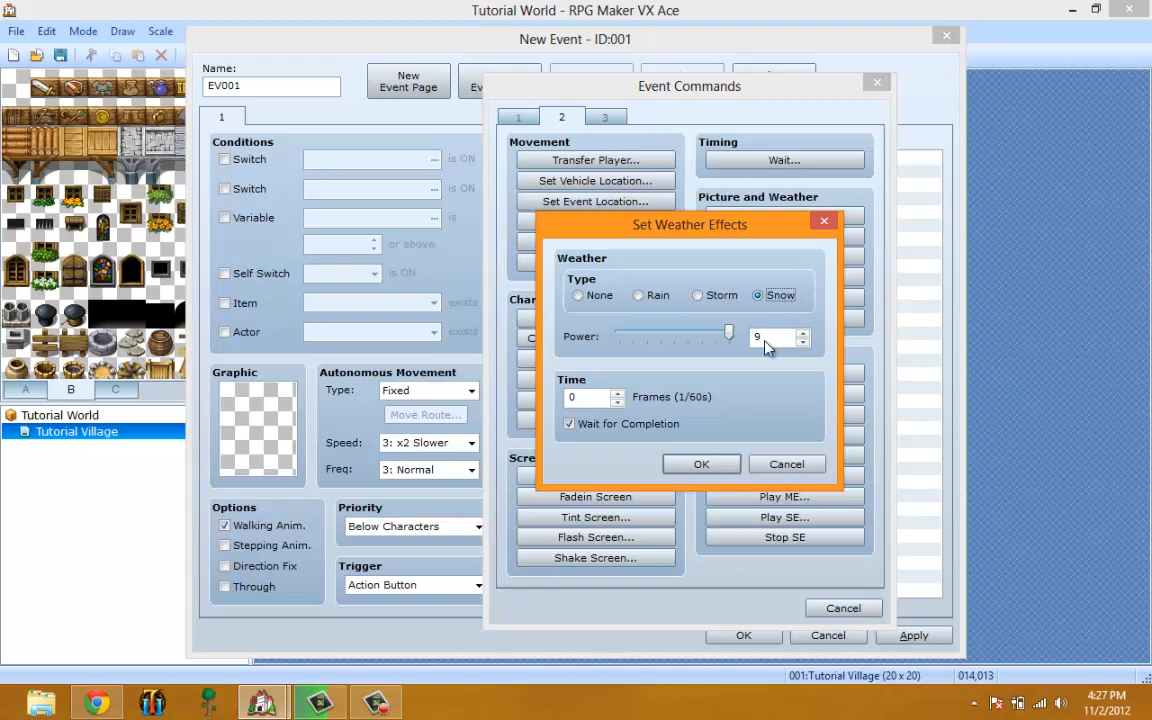 Tutorial World - RPG Maker VX Ace
File Edit Mode Draw Scale
New Event - ID:001
Name:
EV001
New
Event Page
1
Conditions
Switch ... is ON
Switch ... is ON
Variable ... is
or above
Self Switch is ON
Item exists
Actor exists
Graphic
Autonomous Movement
Type: Fixed
Move Route...
Speed: 3: x2 Slower
Freq: 3: Normal
Options
Walking Anim.
Stepping Anim.
Direction Fix
Through
Priority
Below Characters
Trigger
Action Button
OK Cancel Apply
Event Commands
1 2 3
Movement
Transfer Player...
Set Vehicle Location...
Set Event Location...
Timing
Wait...
Picture and Weather
Fadein Screen
Tint Screen...
Flash Screen...
Shake Screen...
Play ME...
Play SE...
Stop SE
Cancel
Set Weather Effects
Weather
Type
None Rain Storm Snow
Power: 9
Time
0 Frames (1/60s)
Wait for Completion
OK Cancel
A B C
Tutorial World
Tutorial Village
001:Tutorial Village (20 x 20) 014,013
4:27 PM
11/2/2012